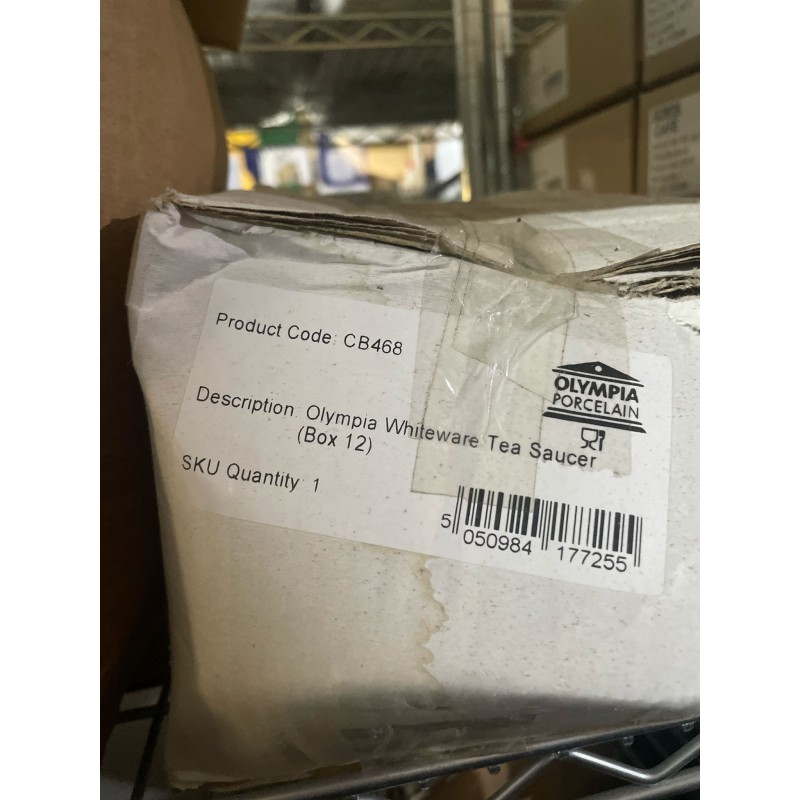 Product Code: CB468
OLYMPIA
PORCELAIN
Description: Olympia Whiteware Tea Saucer
(Box 12)
SKU Quantity: 1
5 050984 177255